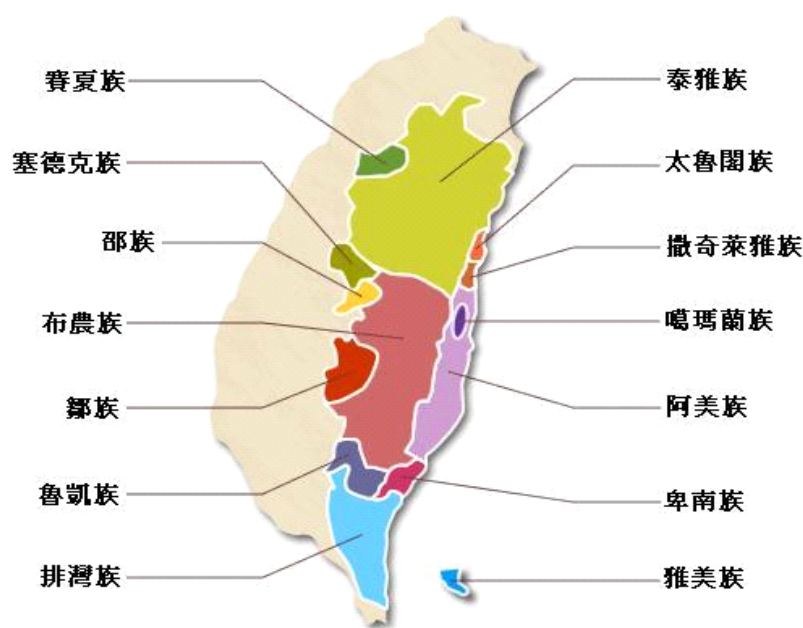 賽夏族
塞德克族
邵族
布農族
鄒族
魯凱族
排灣族
泰雅族
太魯閣族
撒奇萊雅族
噶瑪蘭族
阿美族
卑南族
雅美族